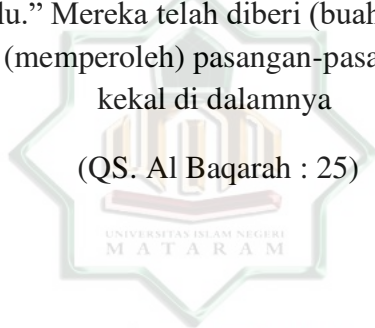 lu.” Mereka telah diberi (buah
(memperoleh) pasangan-pasa
kekal di dalamnya
(QS. Al Baqarah : 25)
UNIVERSITAS ISLAM NEGERI
MATARAM